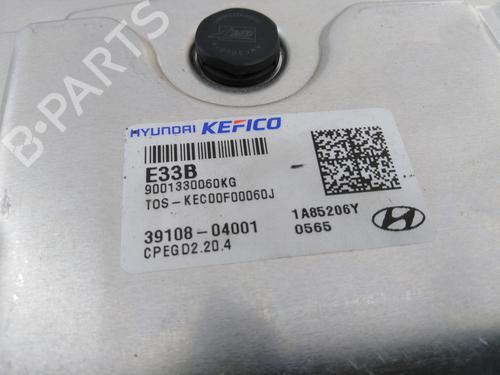 HYUNDAI KEFICO
E33B
9001330060KG
TOS-KEC00F00060J
39108-04001
CPEGD2.20.4
1A85206Y
0565
B-PARTS